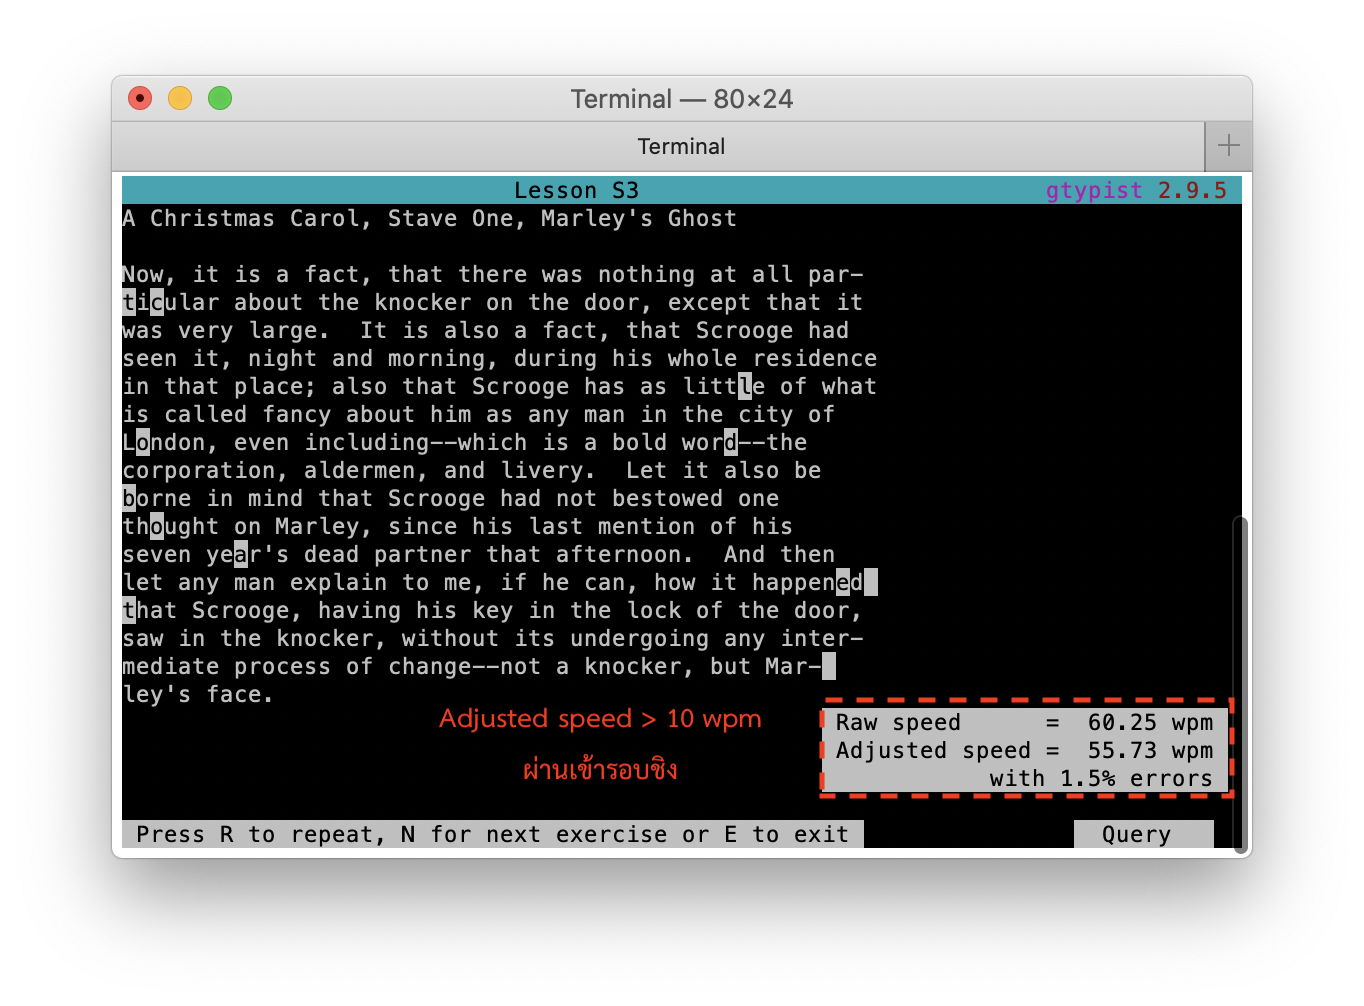 Terminal — 80×24
Terminal
Lesson S3 gtypist 2.9.5
A Christmas Carol, Stave One, Marley's Ghost
Now, it is a fact, that there was nothing at all par-
ticular about the knocker on the door, except that it
was very large.  It is also a fact, that Scrooge had
seen it, night and morning, during his whole residence
in that place; also that Scrooge has as little of what
is called fancy about him as any man in the city of
London, even including--which is a bold word--the
corporation, aldermen, and livery.  Let it also be
borne in mind that Scrooge had not bestowed one
thought on Marley, since his last mention of his
seven year's dead partner that afternoon.  And then
let any man explain to me, if he can, how it happened
that Scrooge, having his key in the lock of the door,
saw in the knocker, without its undergoing any inter-
mediate process of change--not a knocker, but Mar-
ley's face.
Adjusted speed > 10 wpm
ผ่านเข้ารอบชิง
Raw speed      =  60.25 wpm
Adjusted speed =  55.73 wpm
with 1.5% errors
Press R to repeat, N for next exercise or E to exit
Query